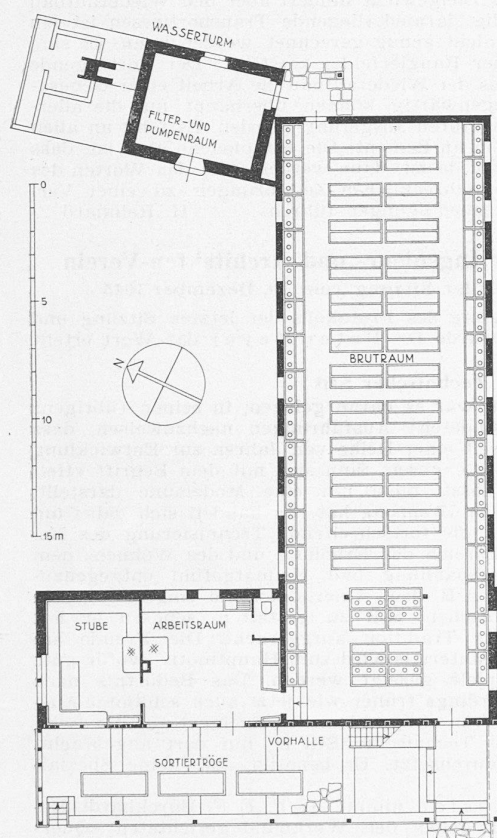 WASSERTURM
FILTER- UND
PUMPENRAUM
0
5
N
BRUTRAUM
10
15 m
STUBE
ARBEITSRAUM
VORHALLE
SORTIERTRÖGE